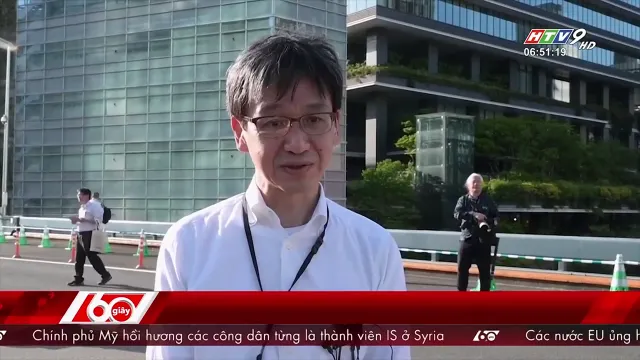 HTV9 HD
06:51:19
60 giây
Chính phủ Mỹ hồi hương các công dân từng là thành viên IS ở Syria 60 Các nước EU ủng h